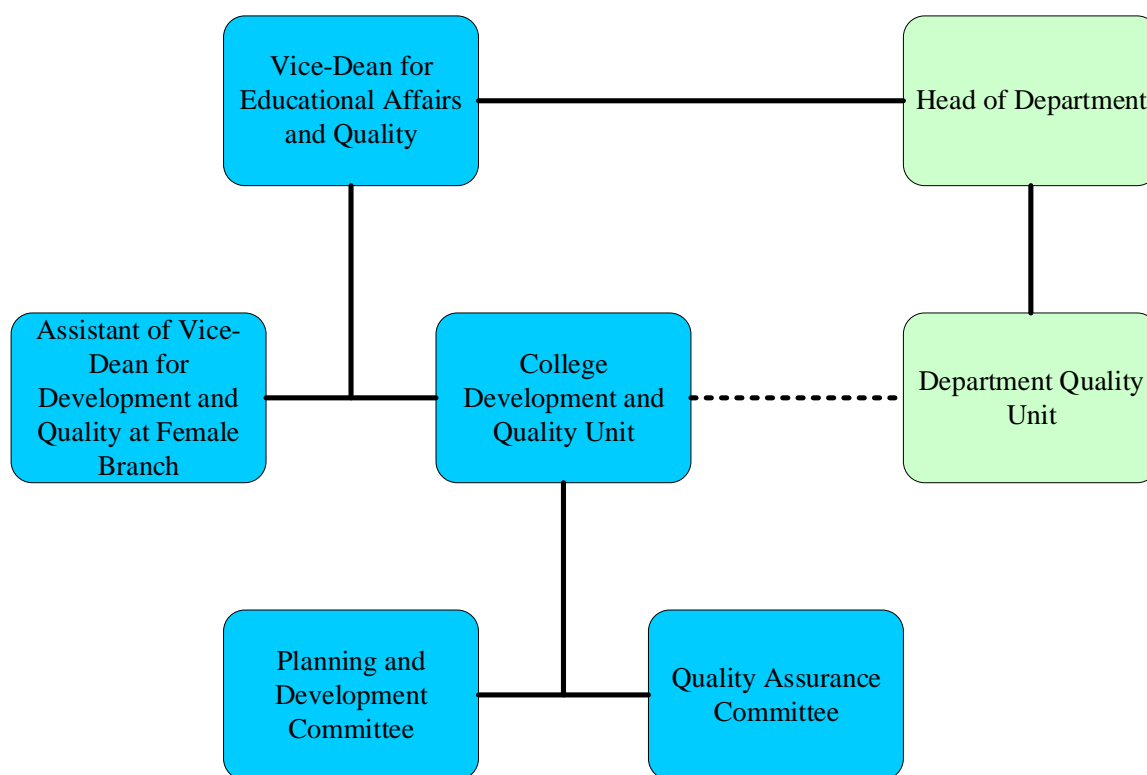 Vice-Dean for
Educational Affairs
and Quality
Head of Department
Assistant of Vice-
Dean for
Development and
Quality at Female
Branch
College
Development and
Quality Unit
Department Quality
Unit
Planning and
Development
Committee
Quality Assurance
Committee